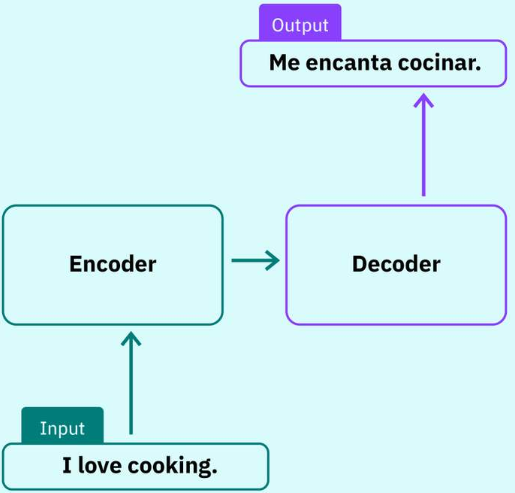 Output
Me encanta cocinar.
Encoder
Decoder
Input
I love cooking.